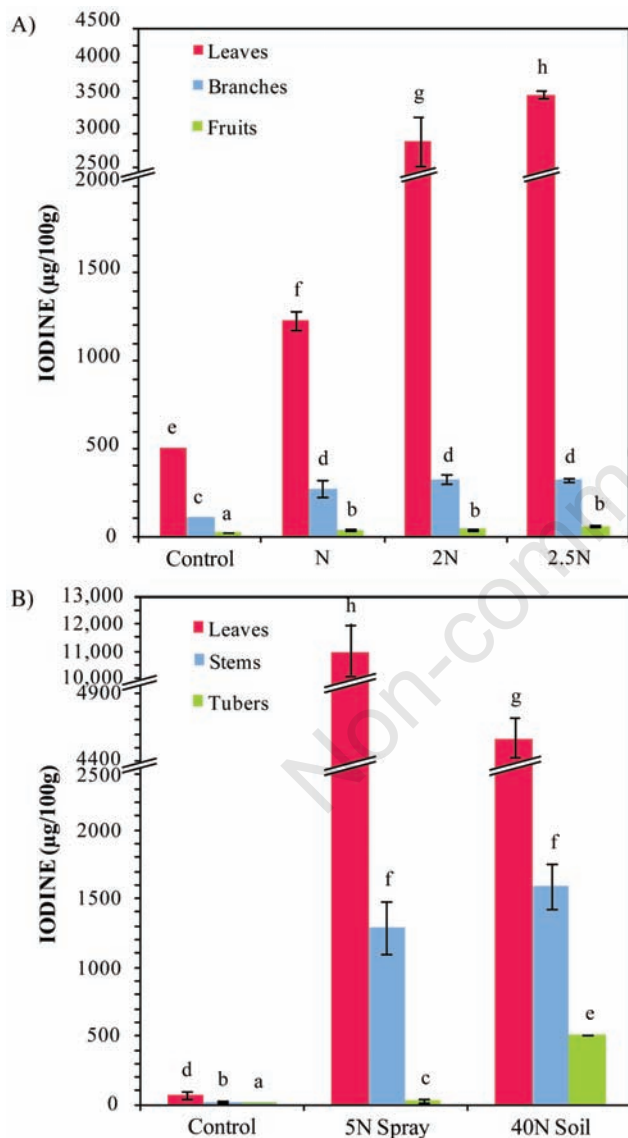 A)
4500
4000
3500
3000
2500
2000
1500
1000
500
0
IODINE (µg/100g)
Leaves
Branches
Fruits
e
c
a
f
d
b
g
d
b
h
d
b
Control
N
2N
2.5N
B)
13,000
12,000
11,000
10,000
4900
4400
2500
2000
1500
1000
500
0
IODINE (µg/100g)
Leaves
Stems
Tubers
d
b
a
h
f
c
g
f
e
Control
5N Spray
40N Soil
Non-comm